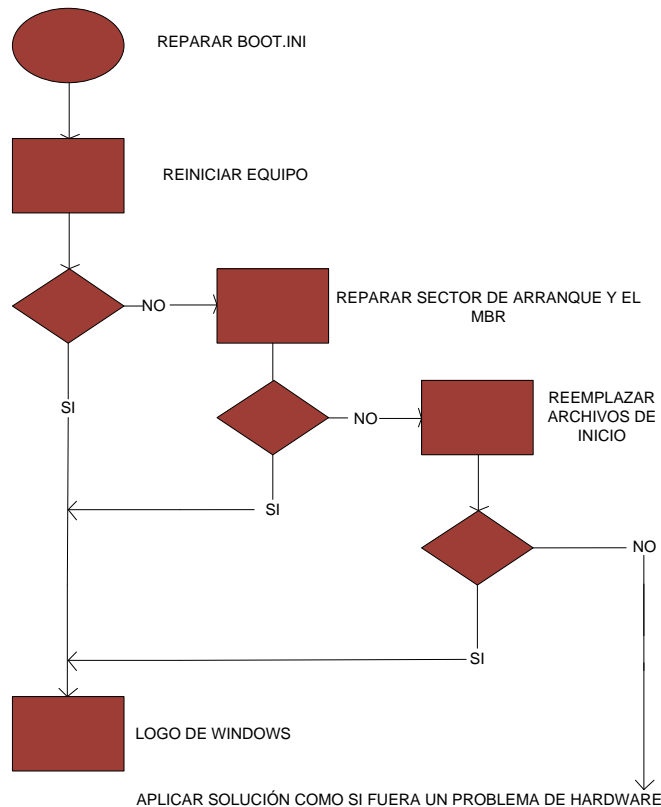 REPARAR BOOT.INI
REINICIAR EQUIPO
NO
REPARAR SECTOR DE ARRANQUE Y EL
MBR
SI
NO
REEMPLAZAR
ARCHIVOS DE
INICIO
SI
NO
SI
LOGO DE WINDOWS
APLICAR SOLUCIÓN COMO SI FUERA UN PROBLEMA DE HARDWARE